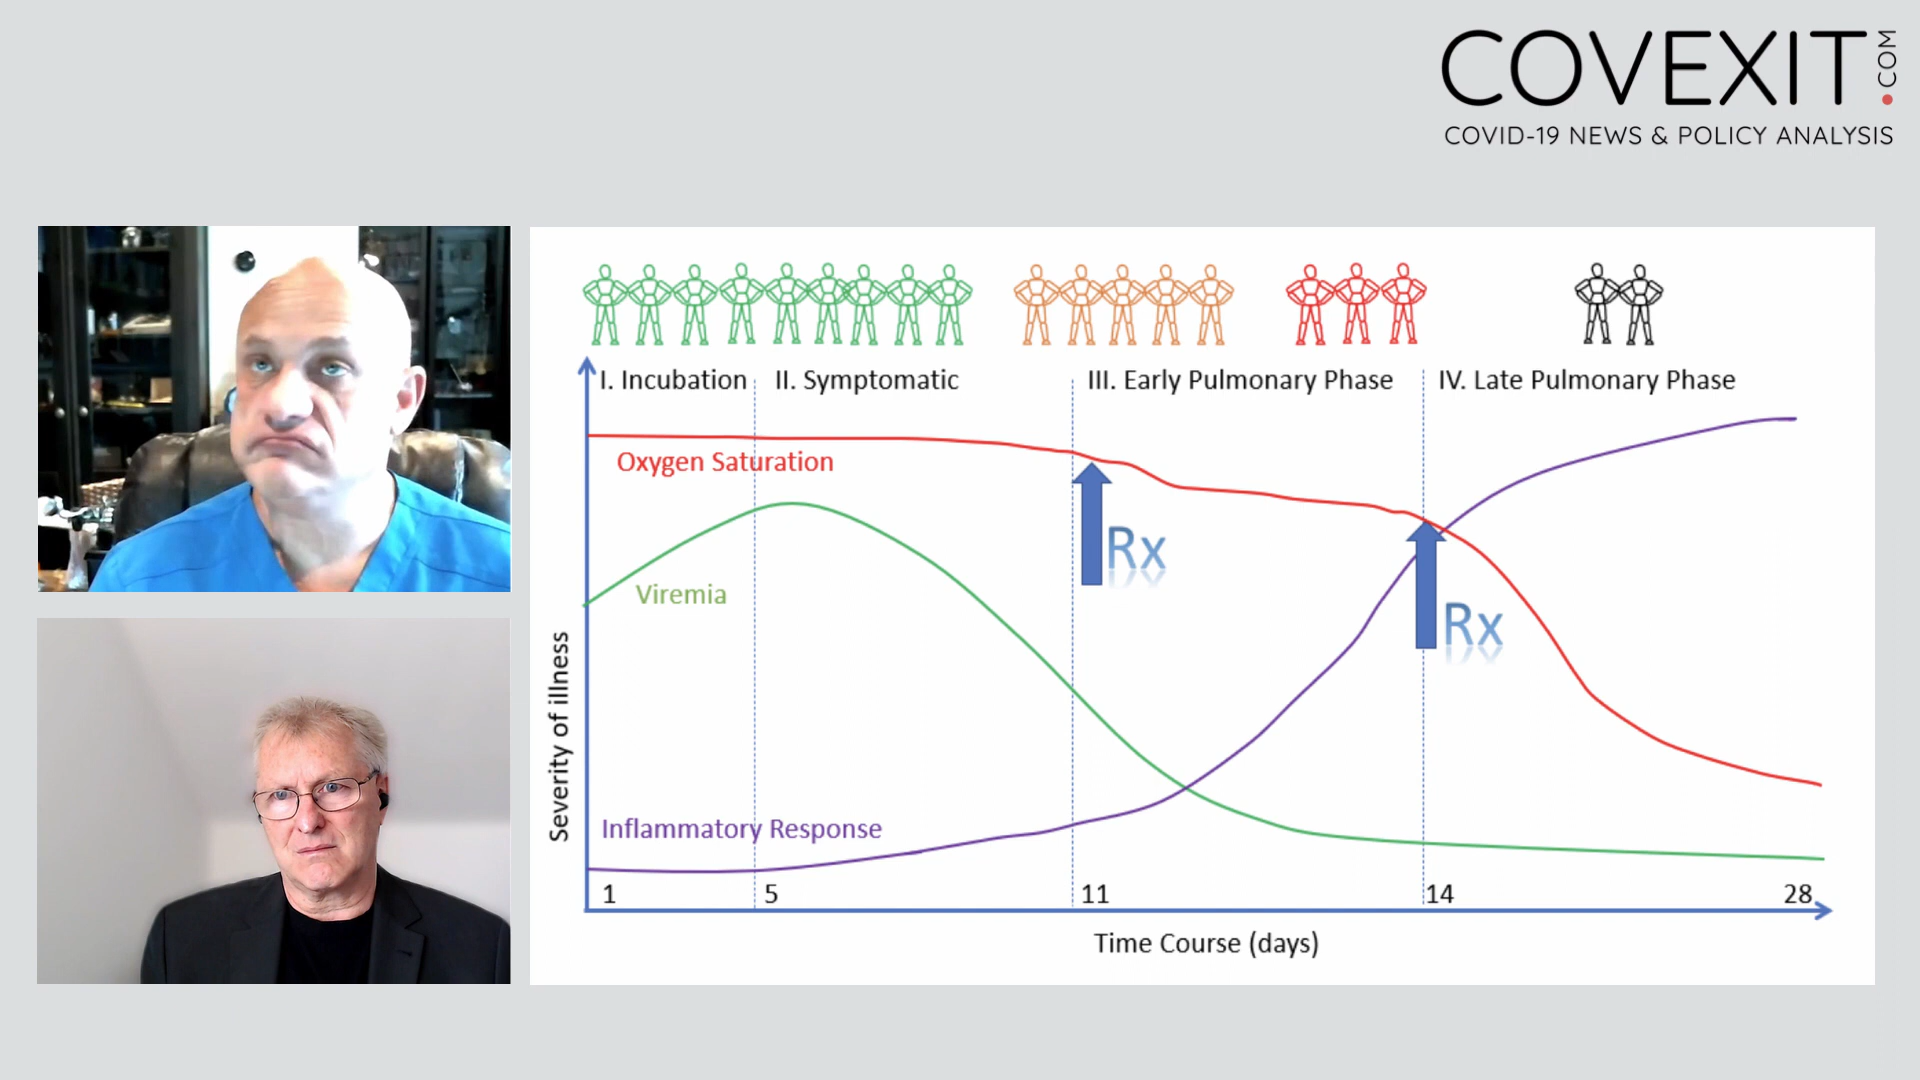 COVEXIT.COM
COVID-19 NEWS & POLICY ANALYSIS
I. Incubation
II. Symptomatic
III. Early Pulmonary Phase
IV. Late Pulmonary Phase
Oxygen Saturation
Rx
Viremia
Rx
Severity of illness
Inflammatory Response
1
5
11
14
28
Time Course (days)